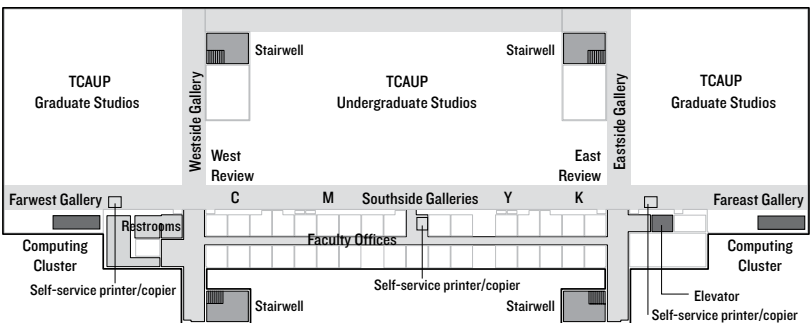 Stairwell
Stairwell
TCAUP
Graduate Studios
Westside Gallery
TCAUP
Undergraduate Studios
Eastside Gallery
TCAUP
Graduate Studios
West
Review
East
Review
Farwest Gallery
C
M
Southside Galleries
Y
K
Fareast Gallery
Restrooms
Faculty Offices
Computing
Cluster
Computing
Cluster
Self-service printer/copier
Self-service printer/copier
Elevator
Stairwell
Stairwell
Self-service printer/copier